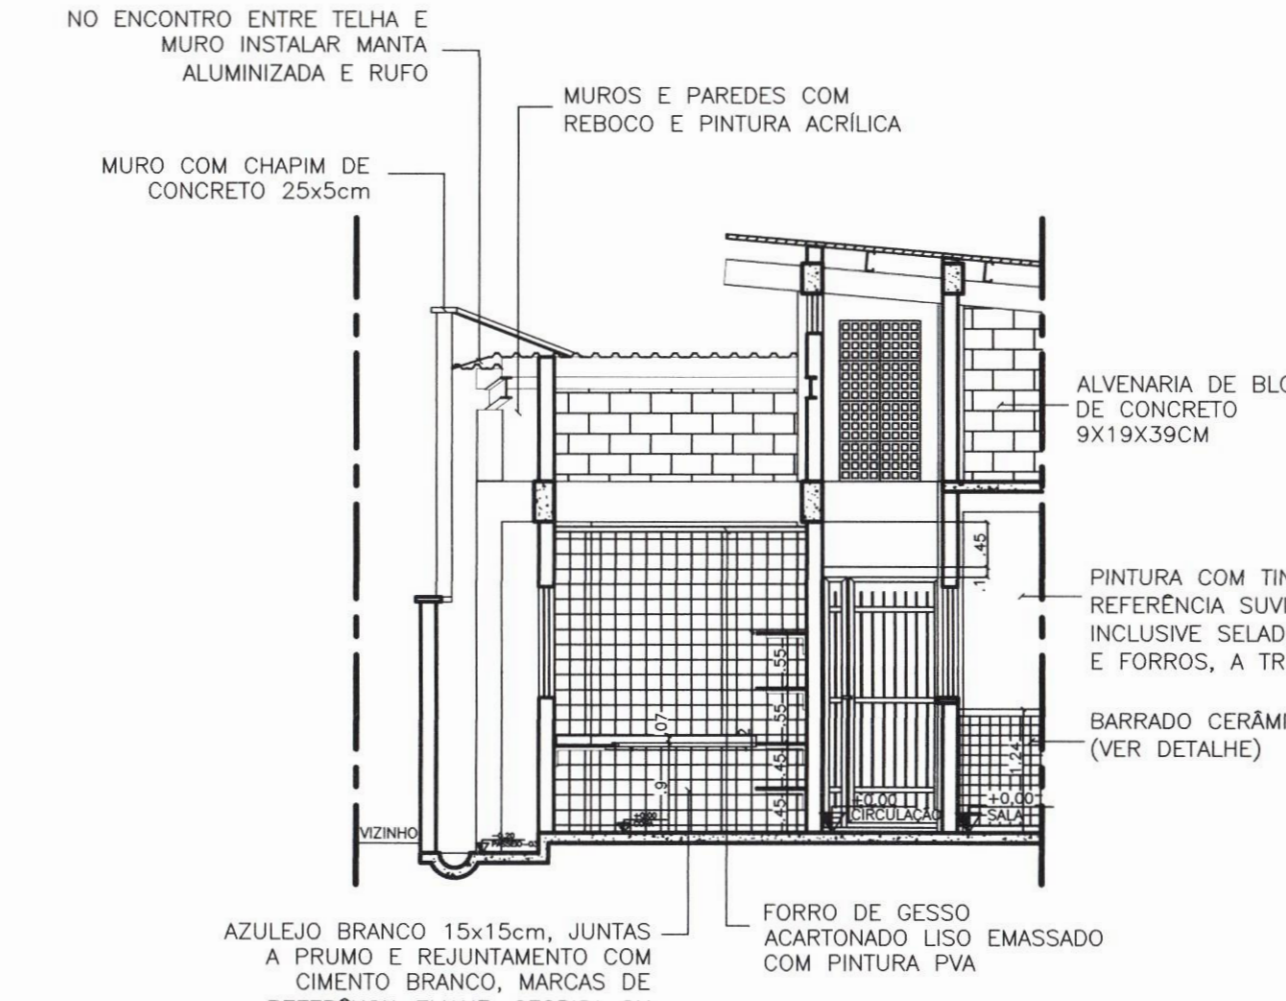 NO ENCONTRO ENTRE TELHA E
MURO INSTALAR MANTA
ALUMINIZADA E RUFO
MUROS E PAREDES COM
REBOCO E PINTURA ACRÍLICA
MURO COM CHAPIM DE
CONCRETO 25x5cm
ALVENARIA DE BLO
DE CONCRETO
9X19X39CM
.45
.1
PINTURA COM TIN
REFERÊNCIA SUVI
INCLUSIVE SELAD
E FORROS, A TR
.55
.55
.07
.45
.9
.45
1.24
BARRADO CERÂMI
(VER DETALHE)
+0,00
CIRCULAÇÃO
+0,00
SALA
VIZINHO
FORRO DE GESSO
ACARTONADO LISO EMASSADO
COM PINTURA PVA
AZULEJO BRANCO 15x15cm, JUNTAS
A PRUMO E REJUNTAMENTO COM
CIMENTO BRANCO, MARCAS DE